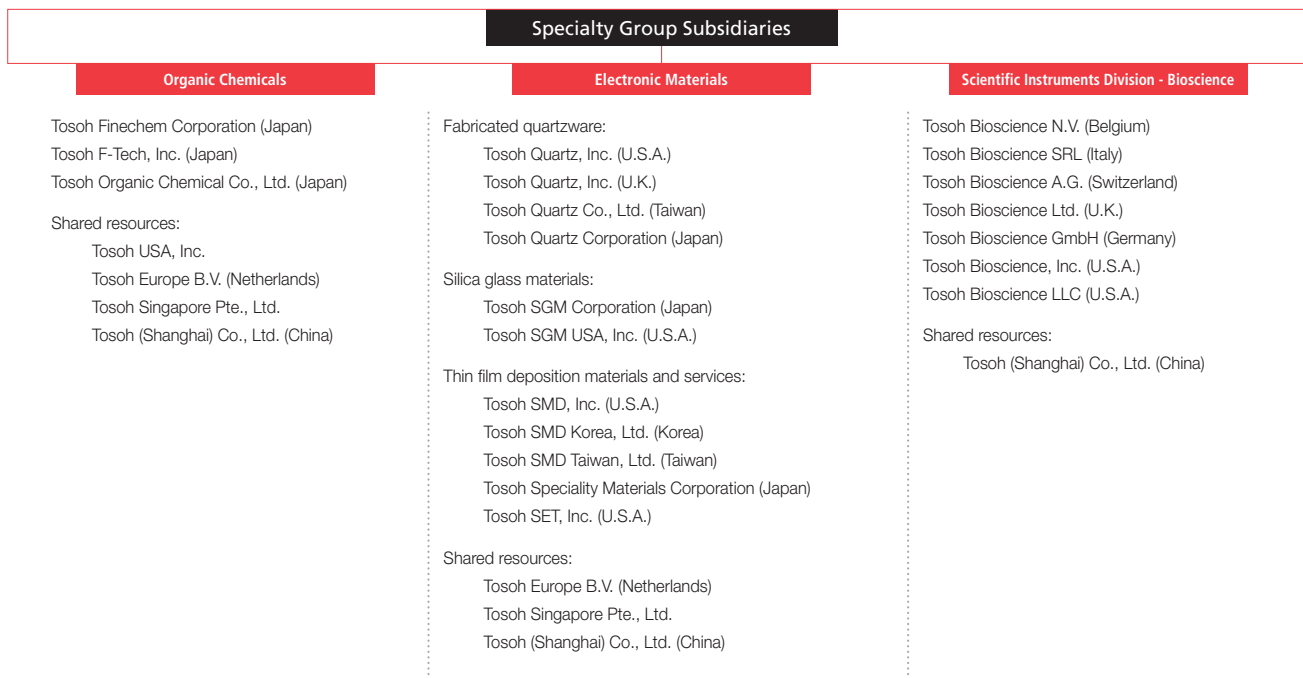 Specialty Group Subsidiaries
Organic Chemicals
Tosoh Finechem Corporation (Japan)
Tosoh F-Tech, Inc. (Japan)
Tosoh Organic Chemical Co., Ltd. (Japan)
Shared resources:
Tosoh USA, Inc.
Tosoh Europe B.V. (Netherlands)
Tosoh Singapore Pte., Ltd.
Tosoh (Shanghai) Co., Ltd. (China)
Electronic Materials
Fabricated quartzware:
Tosoh Quartz, Inc. (U.S.A.)
Tosoh Quartz, Inc. (U.K.)
Tosoh Quartz Co., Ltd. (Taiwan)
Tosoh Quartz Corporation (Japan)
Silica glass materials:
Tosoh SGM Corporation (Japan)
Tosoh SGM USA, Inc. (U.S.A.)
Thin film deposition materials and services:
Tosoh SMD, Inc. (U.S.A.)
Tosoh SMD Korea, Ltd. (Korea)
Tosoh SMD Taiwan, Ltd. (Taiwan)
Tosoh Speciality Materials Corporation (Japan)
Tosoh SET, Inc. (U.S.A.)
Shared resources:
Tosoh Europe B.V. (Netherlands)
Tosoh Singapore Pte., Ltd.
Tosoh (Shanghai) Co., Ltd. (China)
Scientific Instruments Division - Bioscience
Tosoh Bioscience N.V. (Belgium)
Tosoh Bioscience SRL (Italy)
Tosoh Bioscience A.G. (Switzerland)
Tosoh Bioscience Ltd. (U.K.)
Tosoh Bioscience GmbH (Germany)
Tosoh Bioscience, Inc. (U.S.A.)
Tosoh Bioscience LLC (U.S.A.)
Shared resources:
Tosoh (Shanghai) Co., Ltd. (China)